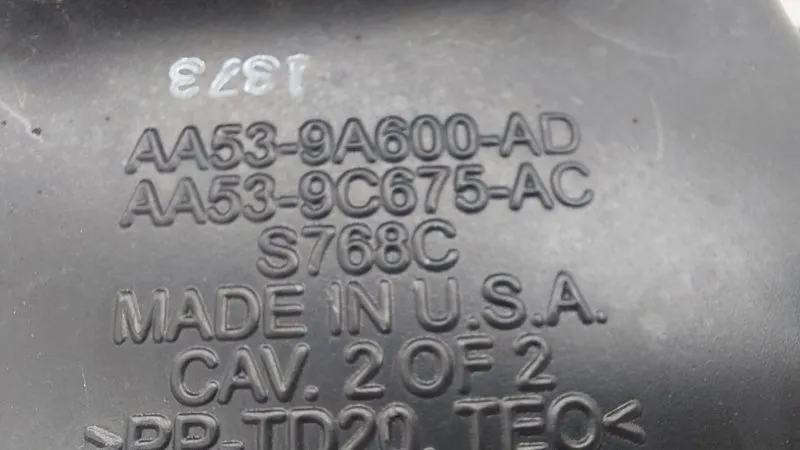 1373
AA53-9A600-AD
AA53-9C675-AC
S768C
MADE IN U.S.A.
CAV. 2 OF 2
>PP-TD20, TEO<